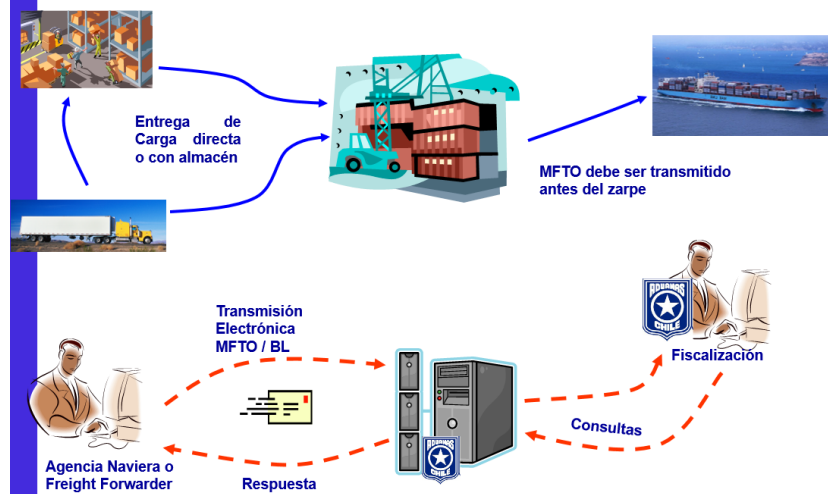 Entrega de
Carga directa
o con almacén
MFTO debe ser transmitido
antes del zarpe
Transmisión
Electrónica
MFTO / BL
ADUANAS
CHILE
Fiscalización
Consultas
ADUANAS
CHILE
Agencia Naviera o
Freight Forwarder
Respuesta